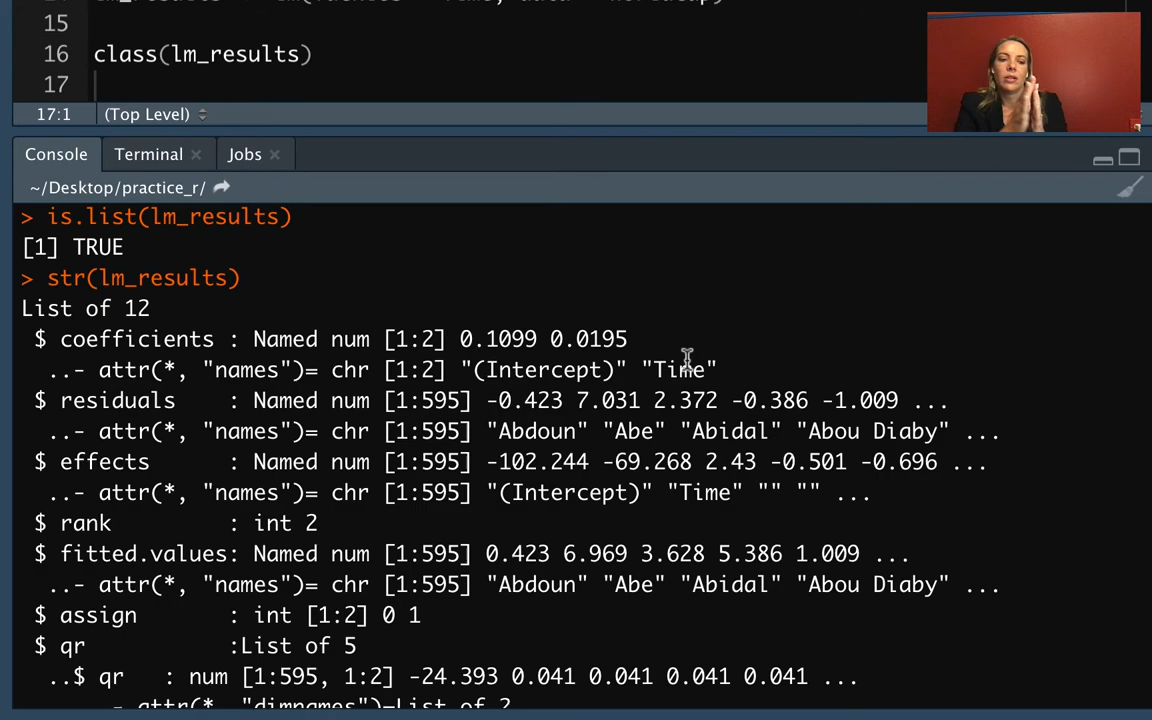 15
16 class(lm_results)
17
17:1 (Top Level)
Console Terminal Jobs
~/Desktop/practice_r/
> is.list(lm_results)
[1] TRUE
> str(lm_results)
List of 12
$ coefficients : Named num [1:2] 0.1099 0.0195
..- attr(*, "names")= chr [1:2] "(Intercept)" "Time"
$ residuals : Named num [1:595] -0.423 7.031 2.372 -0.386 -1.009 ...
..- attr(*, "names")= chr [1:595] "Abdoun" "Abe" "Abidal" "Abou Diaby" ...
$ effects : Named num [1:595] -102.244 -69.268 2.43 -0.501 -0.696 ...
..- attr(*, "names")= chr [1:595] "(Intercept)" "Time" "" "" ...
$ rank : int 2
$ fitted.values: Named num [1:595] 0.423 6.969 3.628 5.386 1.009 ...
..- attr(*, "names")= chr [1:595] "Abdoun" "Abe" "Abidal" "Abou Diaby" ...
$ assign : int [1:2] 0 1
$ qr :List of 5
..$ qr : num [1:595, 1:2] -24.393 0.041 0.041 0.041 0.041 ...
- attr(*, "dimnames")=List of 2